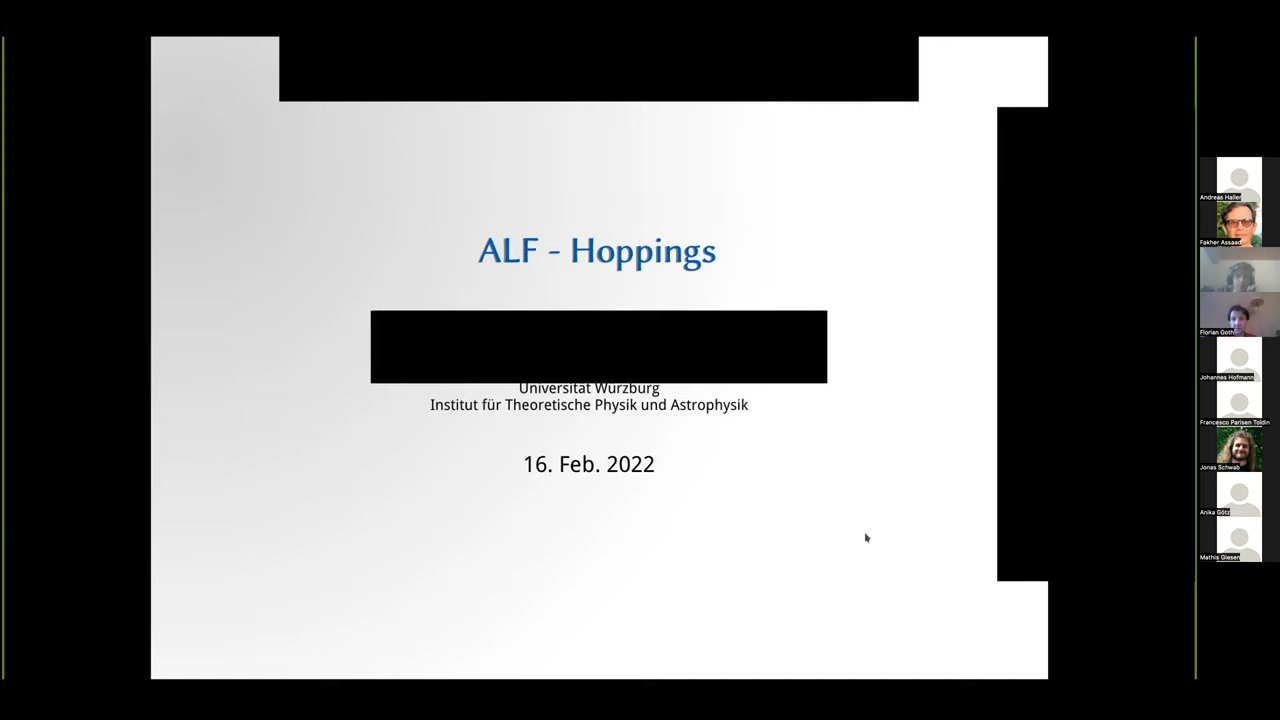 ALF - Hoppings
Universität Würzburg
Institut für Theoretische Physik und Astrophysik
16. Feb. 2022
Andreas Haller
Fakher Assaad
Florian Goth
Johannes Hofmann
Francesco Parisen Toldin
Jonas Schwab
Anika Götz
Mathis Giesen